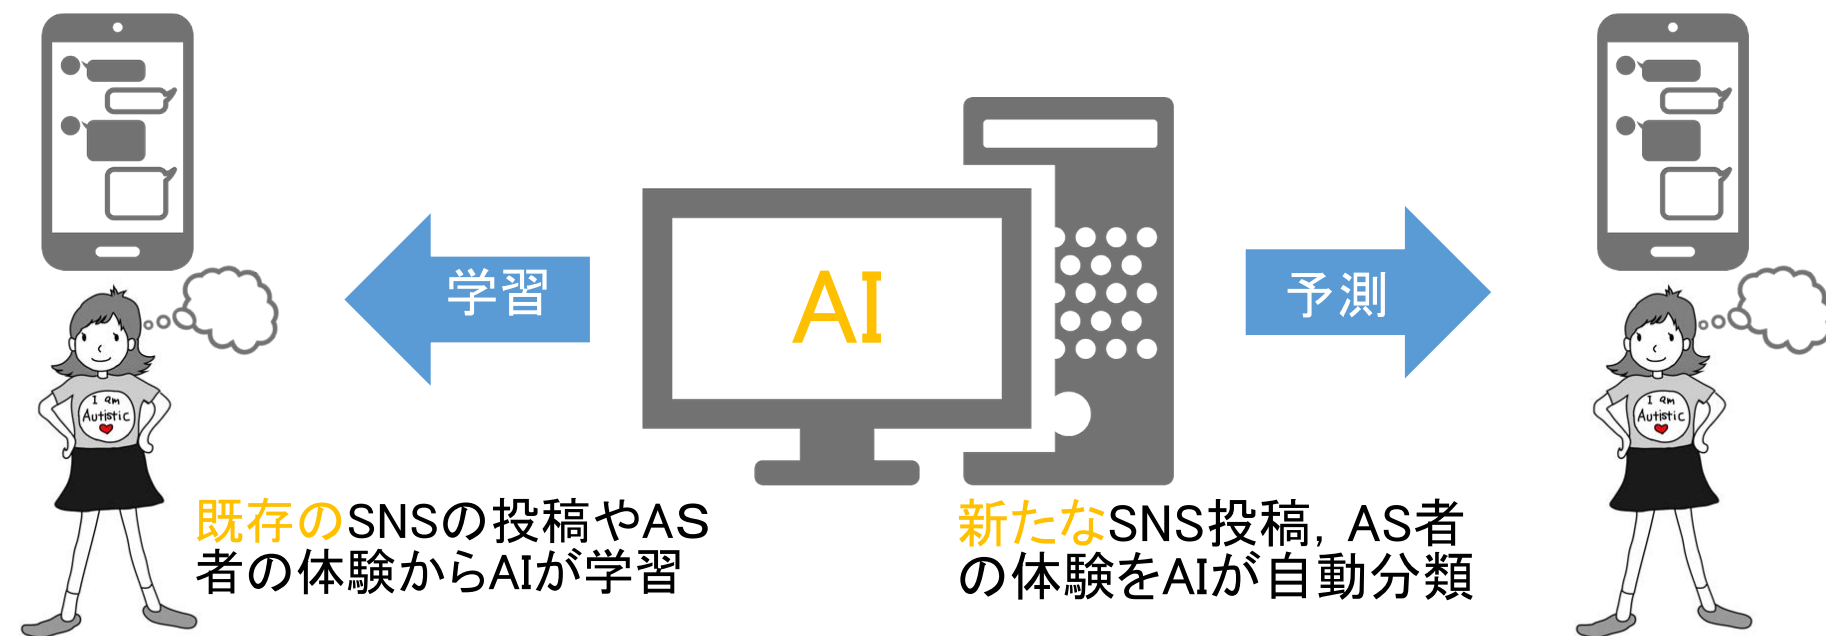 学習
AI
予測
I am
Autistic
既存のSNSの投稿やAS
者の体験からAIが学習
新たなSNS投稿，AS者
の体験をAIが自動分類
I am
Autistic